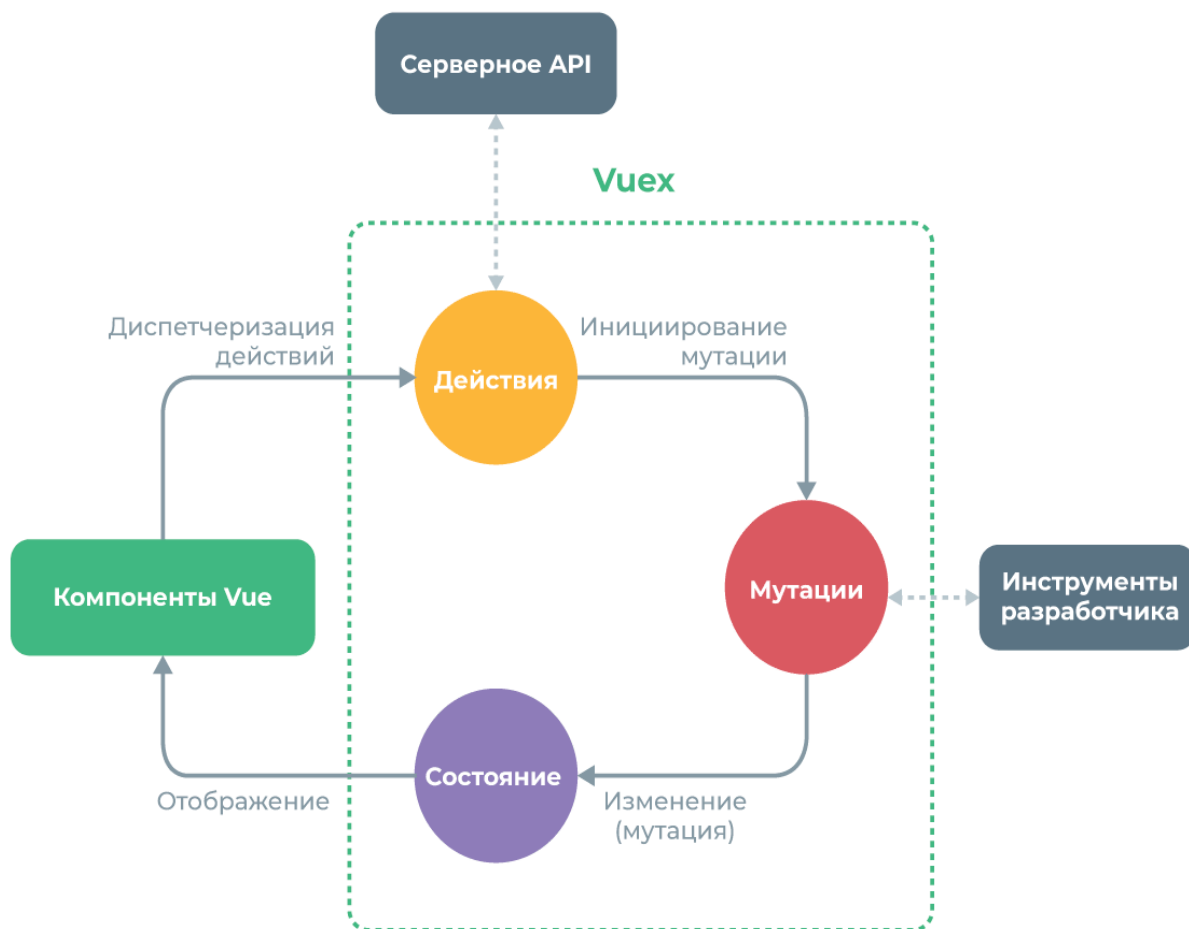 Серверное API
Vuex
Диспетчеризация
действий
Инициирование
мутации
Действия
Компоненты Vue
Мутации
Инструменты
разработчика
Состояние
Отображение
Изменение
(мутация)